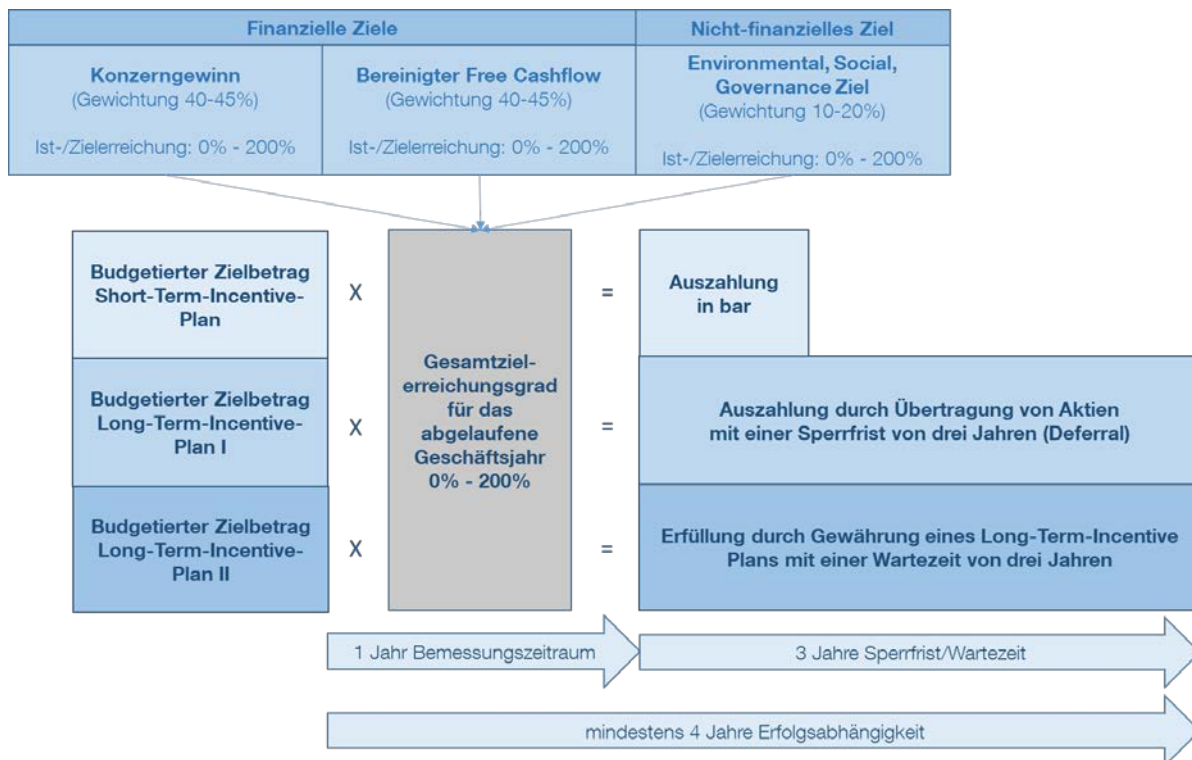 Finanzielle Ziele
Nicht-finanzielles Ziel
Konzerngewinn
(Gewichtung 40-45%)
Ist-/Zielerreichung: 0% - 200%
Bereinigter Free Cashflow
(Gewichtung 40-45%)
Ist-/Zielerreichung: 0% - 200%
Environmental, Social,
Governance Ziel
(Gewichtung 10-20%)
Ist-/Zielerreichung: 0% - 200%
Budgetierter Zielbetrag
Short-Term-Incentive-
Plan
X
=
Auszahlung
in bar
Budgetierter Zielbetrag
Long-Term-Incentive-
Plan I
X
Gesamtziel-
erreichungsgrad
für das
abgelaufene
Geschäftsjahr
0% - 200%
=
Auszahlung durch Übertragung von Aktien
mit einer Sperrfrist von drei Jahren (Deferral)
Budgetierter Zielbetrag
Long-Term-Incentive-
Plan II
X
=
Erfüllung durch Gewährung eines Long-Term-Incentive
Plans mit einer Wartezeit von drei Jahren
1 Jahr Bemessungszeitraum
3 Jahre Sperrfrist/Wartezeit
mindestens 4 Jahre Erfolgsabhängigkeit